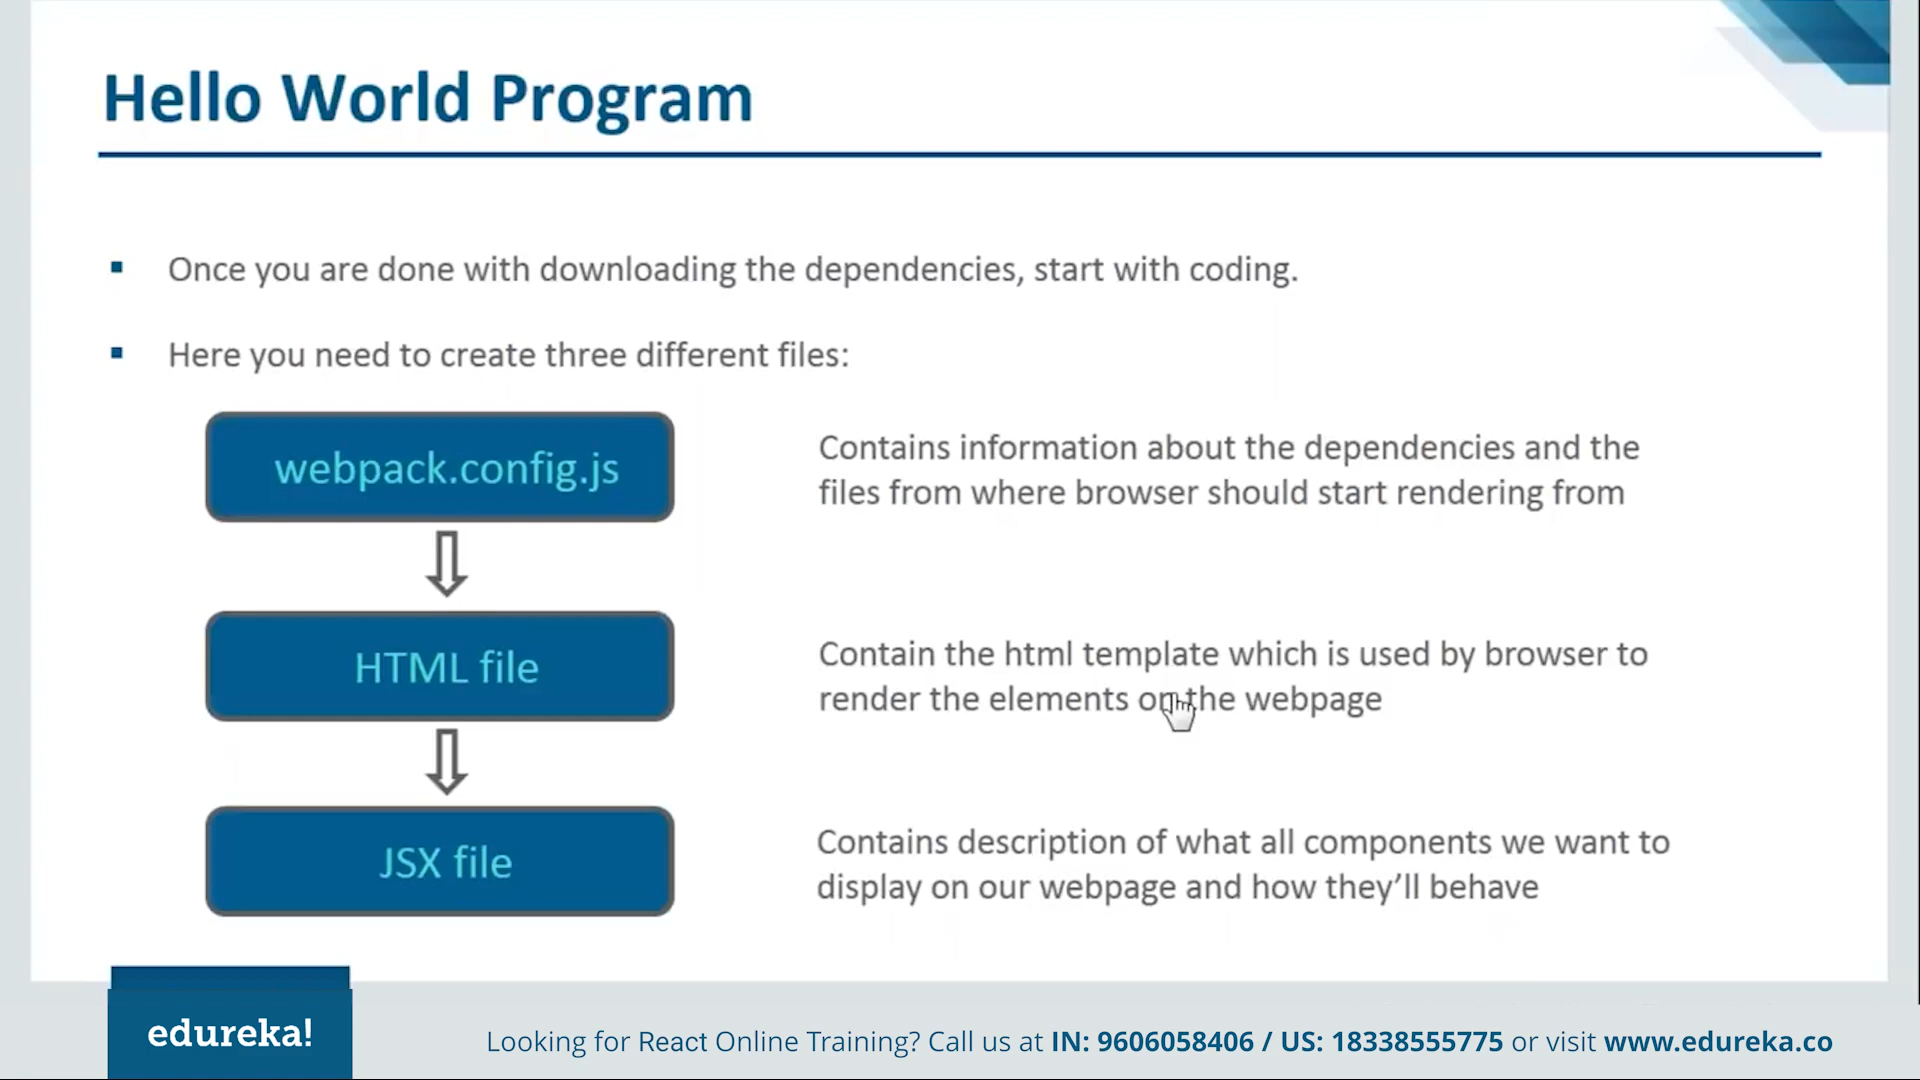 Hello World Program
Once you are done with downloading the dependencies, start with coding.
Here you need to create three different files:
webpack.config.js
Contains information about the dependencies and the
files from where browser should start rendering from
HTML file
Contain the html template which is used by browser to
render the elements on the webpage
JSX file
Contains description of what all components we want to
display on our webpage and how they'll behave
edureka!
Looking for React Online Training? Call us at IN: 9606058406 / US: 18338555775 or visit www.edureka.co